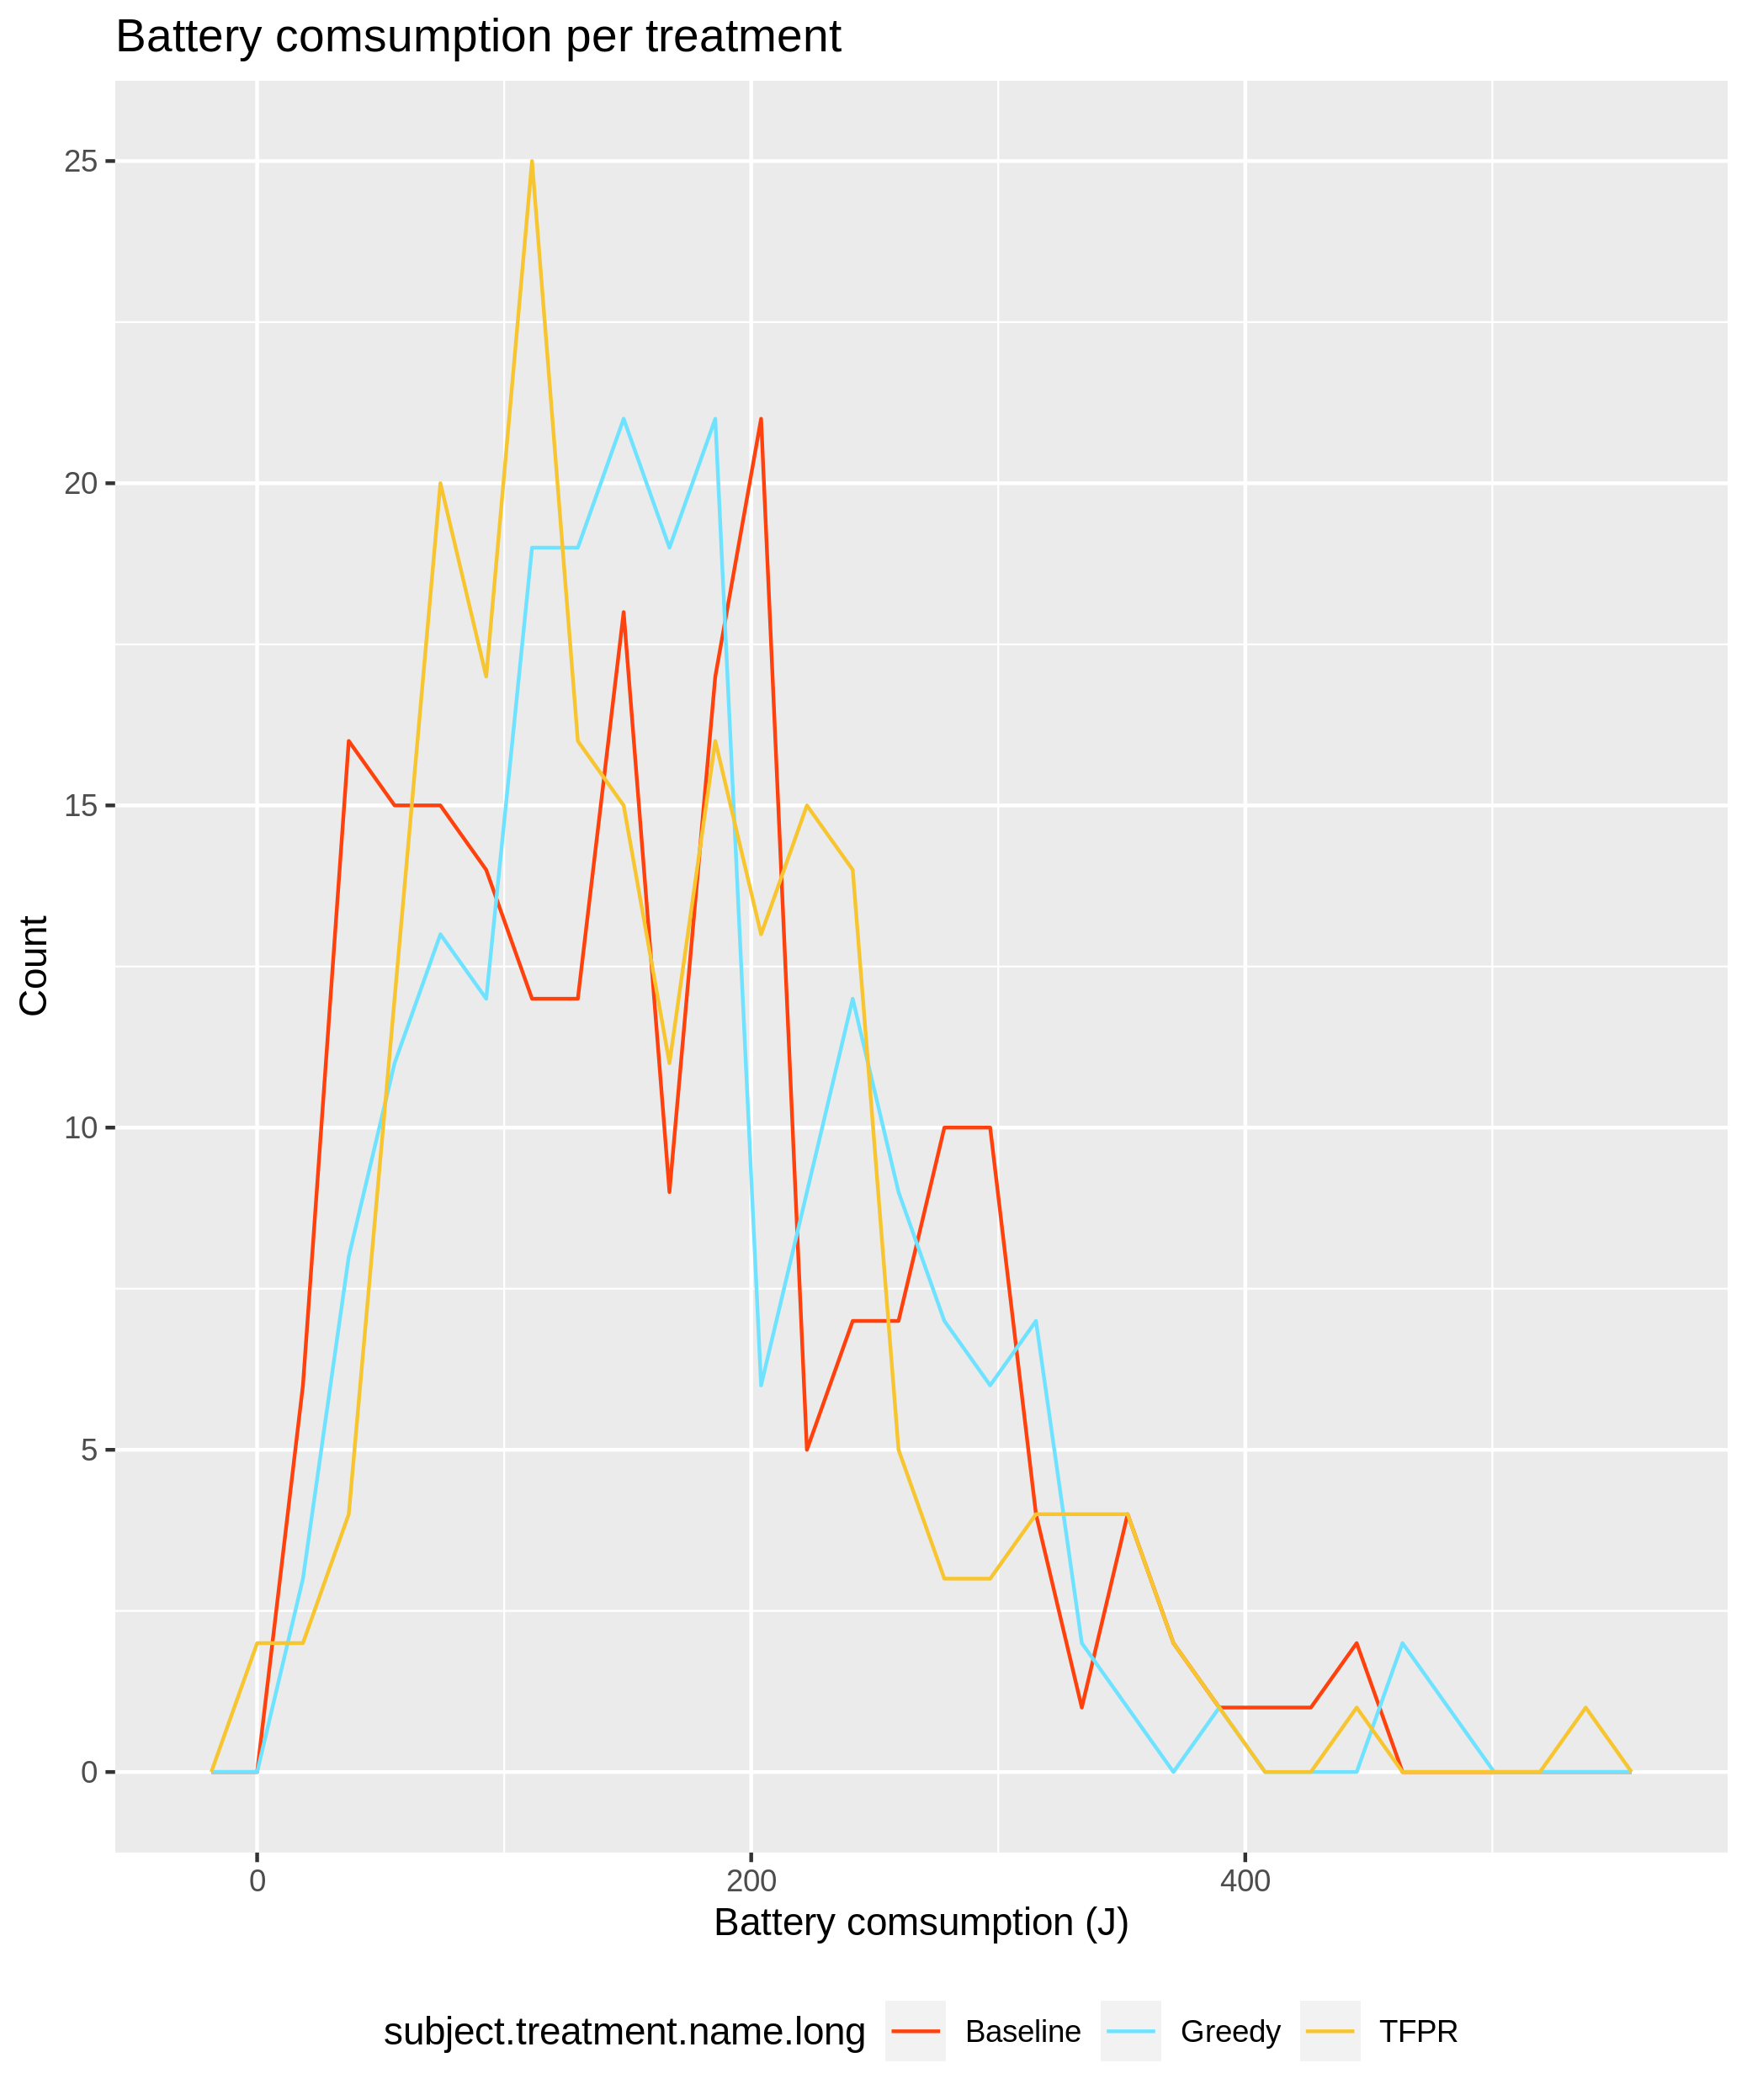 Battery comsumption per treatment
25
20
15
10
5
0
Count
0 200 400
Battery comsumption (J)
subject.treatment.name.long Baseline Greedy TFPR